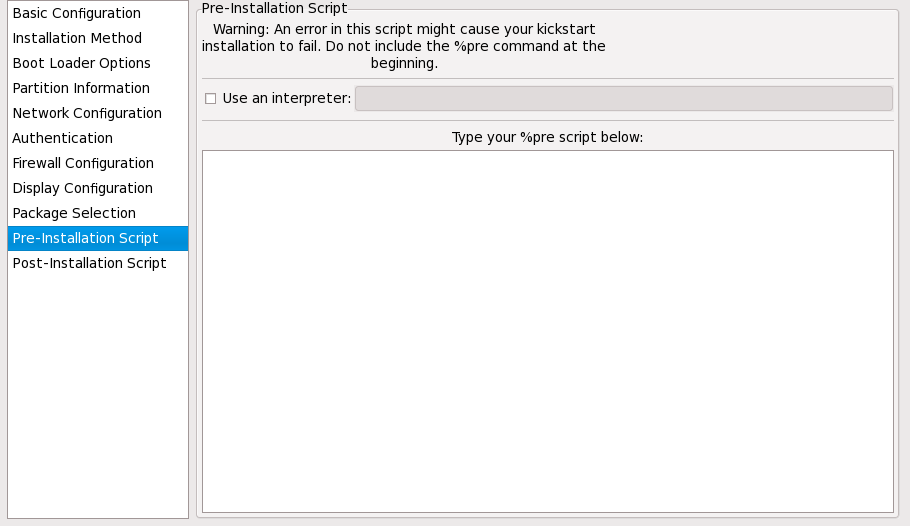 Basic Configuration
Installation Method
Boot Loader Options
Partition Information
Network Configuration
Authentication
Firewall Configuration
Display Configuration
Package Selection
Pre-Installation Script
Post-Installation Script
Pre-Installation Script
Warning: An error in this script might cause your kickstart
installation to fail. Do not include the %pre command at the
beginning.
Use an interpreter:
Type your %pre script below: